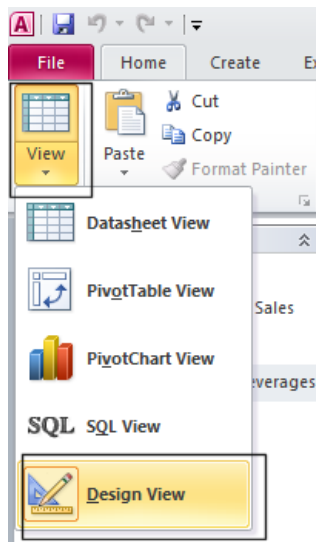 A
File Home Create
View Paste Cut
Copy
Format Painter
Datasheet View
PivotTable View
Sales
PivotChart View
everages
SQL SQL View
Design View